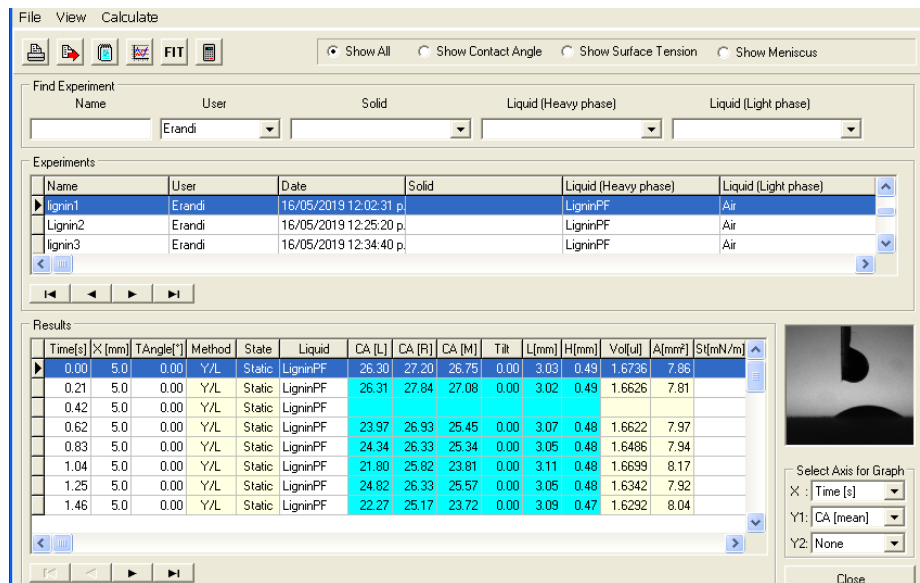 File View Calculate
FIT Show All Show Contact Angle Show Surface Tension Show Meniscus
Find Experiment
Name User Solid Liquid (Heavy phase) Liquid (Light phase)
Erandi
Experiments
Name User Date Solid Liquid (Heavy phase) Liquid (Light phase)
lignin1 Erandi 16/05/2019 12:02:31 p. LigninPF Air
Lignin2 Erandi 16/05/2019 12:25:20 p. LigninPF Air
lignin3 Erandi 16/05/2019 12:34:40 p. LigninPF Air
Results
Time[s] X [mm] TAngle[°] Method State Liquid CA [L] CA [R] CA [M] Tilt L[mm] H[mm] Vol[ul] A[mm²] St[mN/m]
0.00 5.0 0.00 Y/L Static LigninPF 26.30 27.20 26.75 0.00 3.03 0.49 1.6736 7.86
0.21 5.0 0.00 Y/L Static LigninPF 26.31 27.84 27.08 0.00 3.02 0.49 1.6626 7.81
0.42 5.0 0.00 Y/L Static LigninPF
0.62 5.0 0.00 Y/L Static LigninPF 23.97 26.93 25.45 0.00 3.07 0.48 1.6622 7.97
0.83 5.0 0.00 Y/L Static LigninPF 24.34 26.33 25.34 0.00 3.05 0.48 1.6486 7.94
1.04 5.0 0.00 Y/L Static LigninPF 21.80 25.82 23.81 0.00 3.11 0.48 1.6699 8.17
1.25 5.0 0.00 Y/L Static LigninPF 24.82 26.33 25.57 0.00 3.05 0.48 1.6342 7.92
1.46 5.0 0.00 Y/L Static LigninPF 22.27 25.17 23.72 0.00 3.09 0.47 1.6292 8.04
Select Axis for Graph
X : Time [s]
Y1: CA [mean]
Y2: None
Close